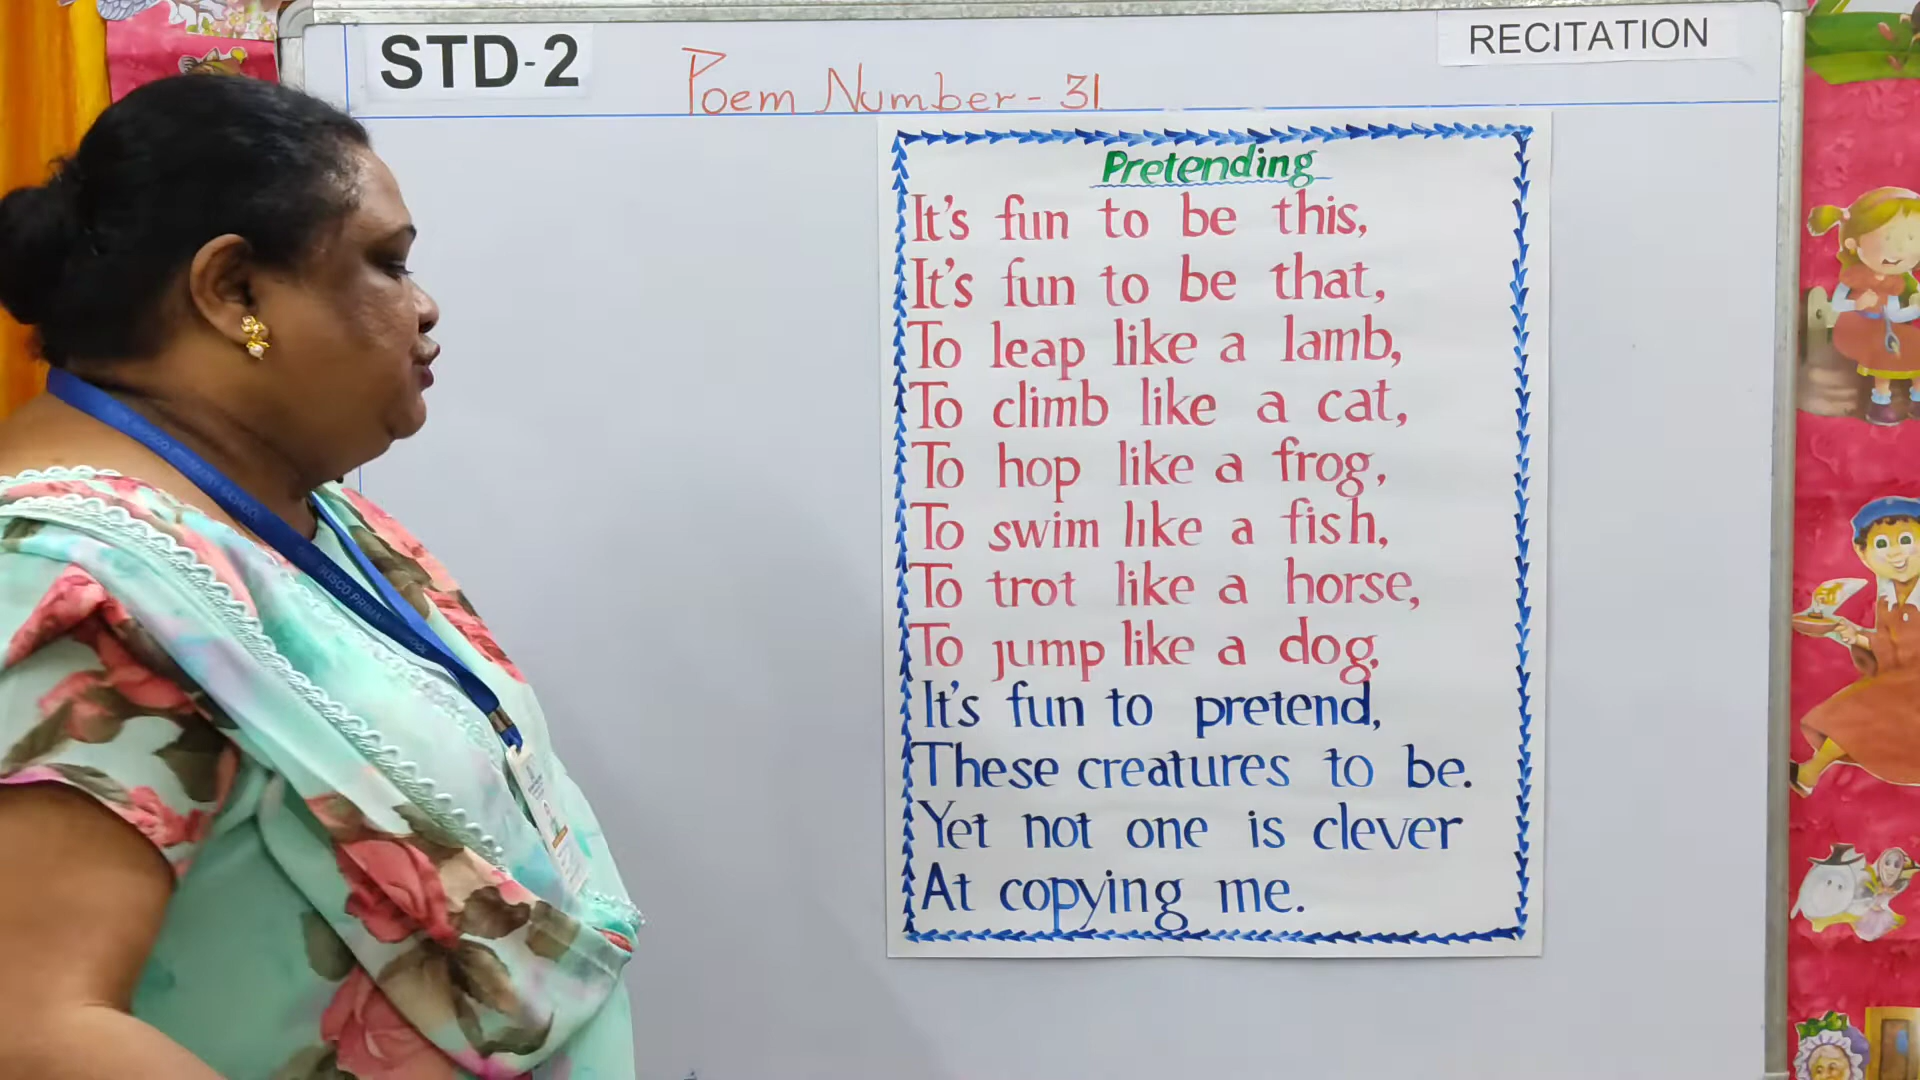 STD-2
Poem Number - 31
RECITATION
Pretending
It's fun to be this,
It's fun to be that,
To leap like a lamb,
To climb like a cat,
To hop like a frog,
To swim like a fish,
To trot like a horse,
To jump like a dog.
It's fun to pretend,
These creatures to be.
Yet not one is clever
At copying me.